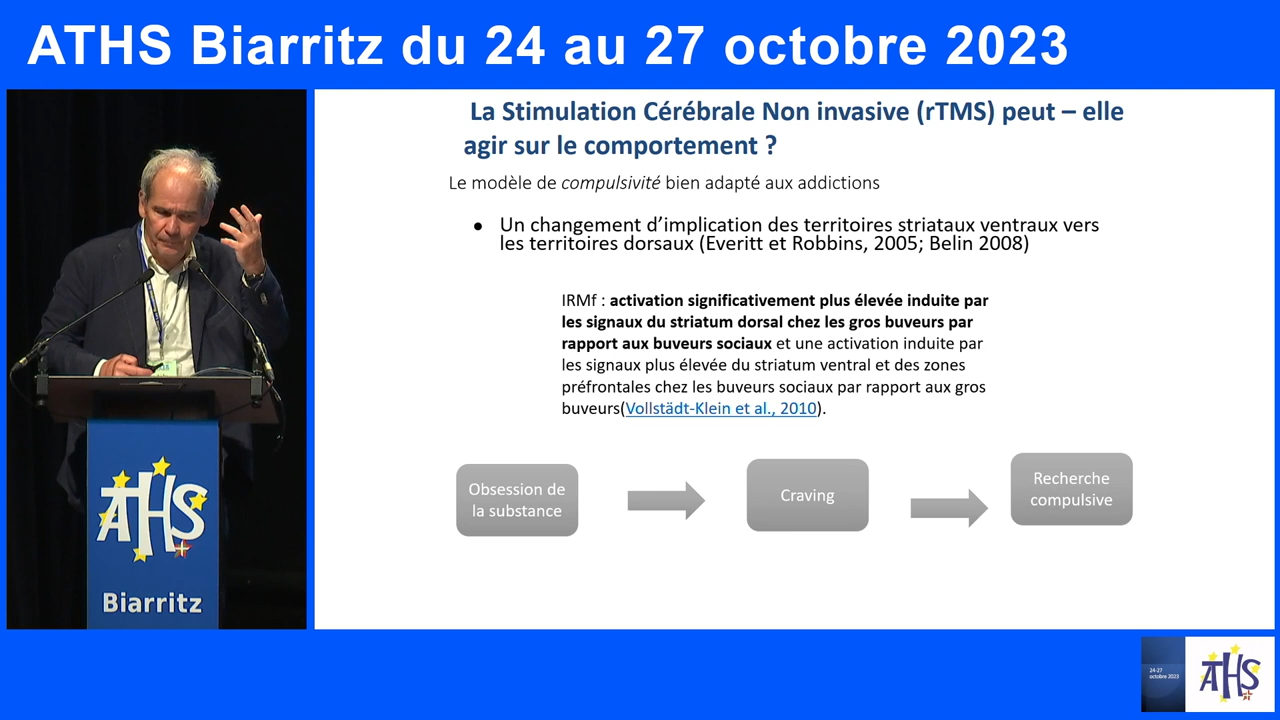 ATHS Biarritz du 24 au 27 octobre 2023
La Stimulation Cérébrale Non invasive (rTMS) peut – elle
agir sur le comportement ?
Le modèle de compulsivité bien adapté aux addictions
• Un changement d’implication des territoires striataux ventraux vers
les territoires dorsaux (Everitt et Robbins, 2005; Belin 2008)
IRMf : activation significativement plus élevée induite par
les signaux du striatum dorsal chez les gros buveurs par
rapport aux buveurs sociaux et une activation induite par
les signaux plus élevée du striatum ventral et des zones
préfrontales chez les buveurs sociaux par rapport aux gros
buveurs(Vollstädt-Klein et al., 2010).
Obsession de
la substance
Craving
Recherche
compulsive
ATHS
Biarritz
24-27
octobre 2023
ATHS